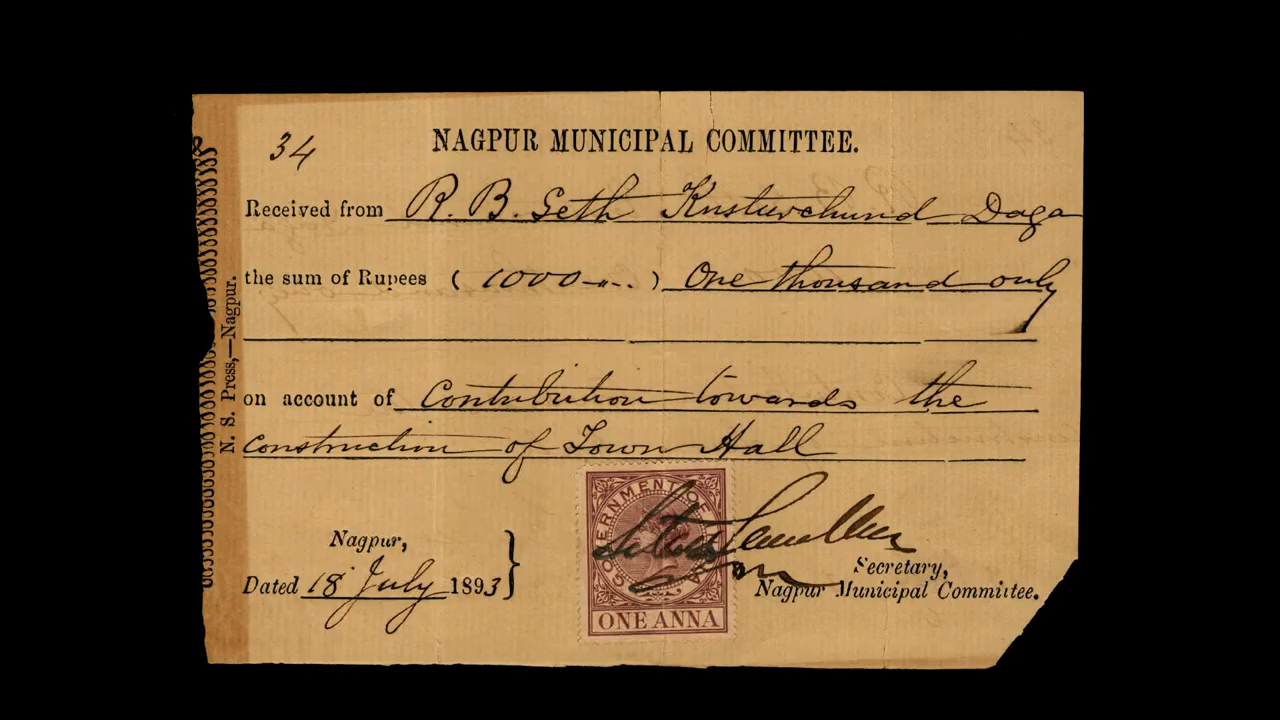 34
NAGPUR MUNICIPAL COMMITTEE.
Received from R. B. Seth Kusturchund Daga
the sum of Rupees ( 1000 - .. ) One thousand only
on account of Contribution towards the
construction of Town Hall
GOVERNMENT OF
ONE ANNA
Nagpur,
Dated 18 July 1893
Secretary,
Nagpur Municipal Committee.
N. S. Press,—Nagpur.